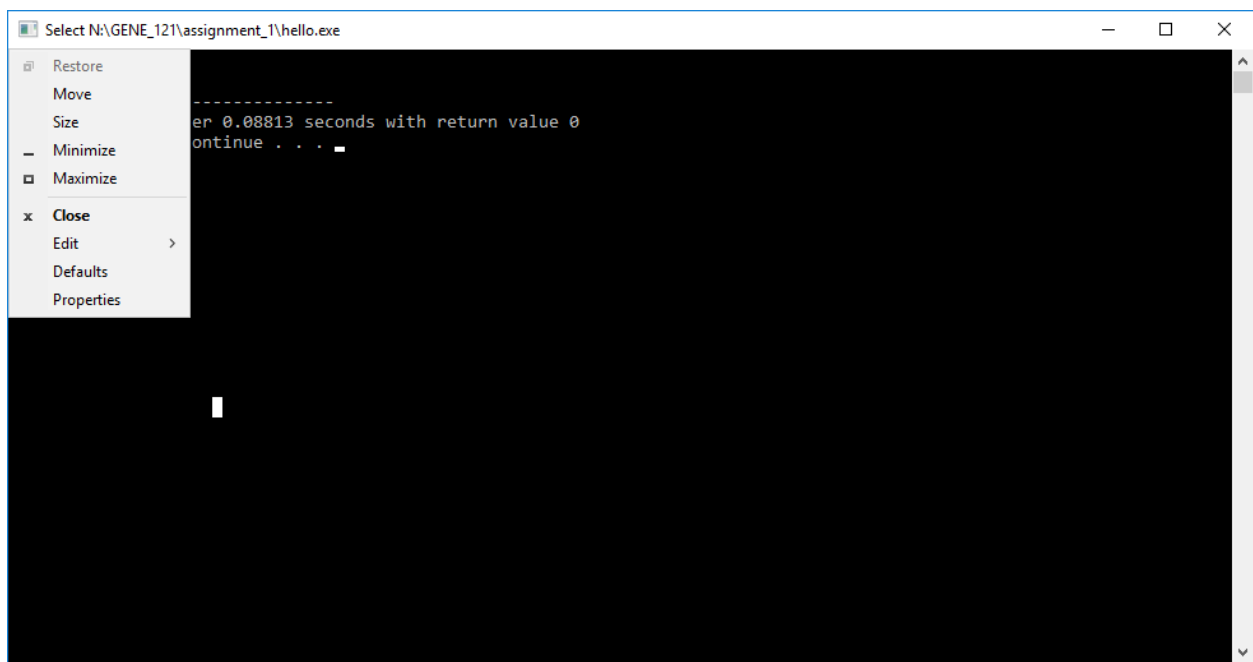 Select N:\GENE_121\assignment_1\hello.exe
Restore
Move
--------------
Size
er 0.08813 seconds with return value 0
Minimize
ontinue . . .
Maximize
x Close
Edit >
Defaults
Properties